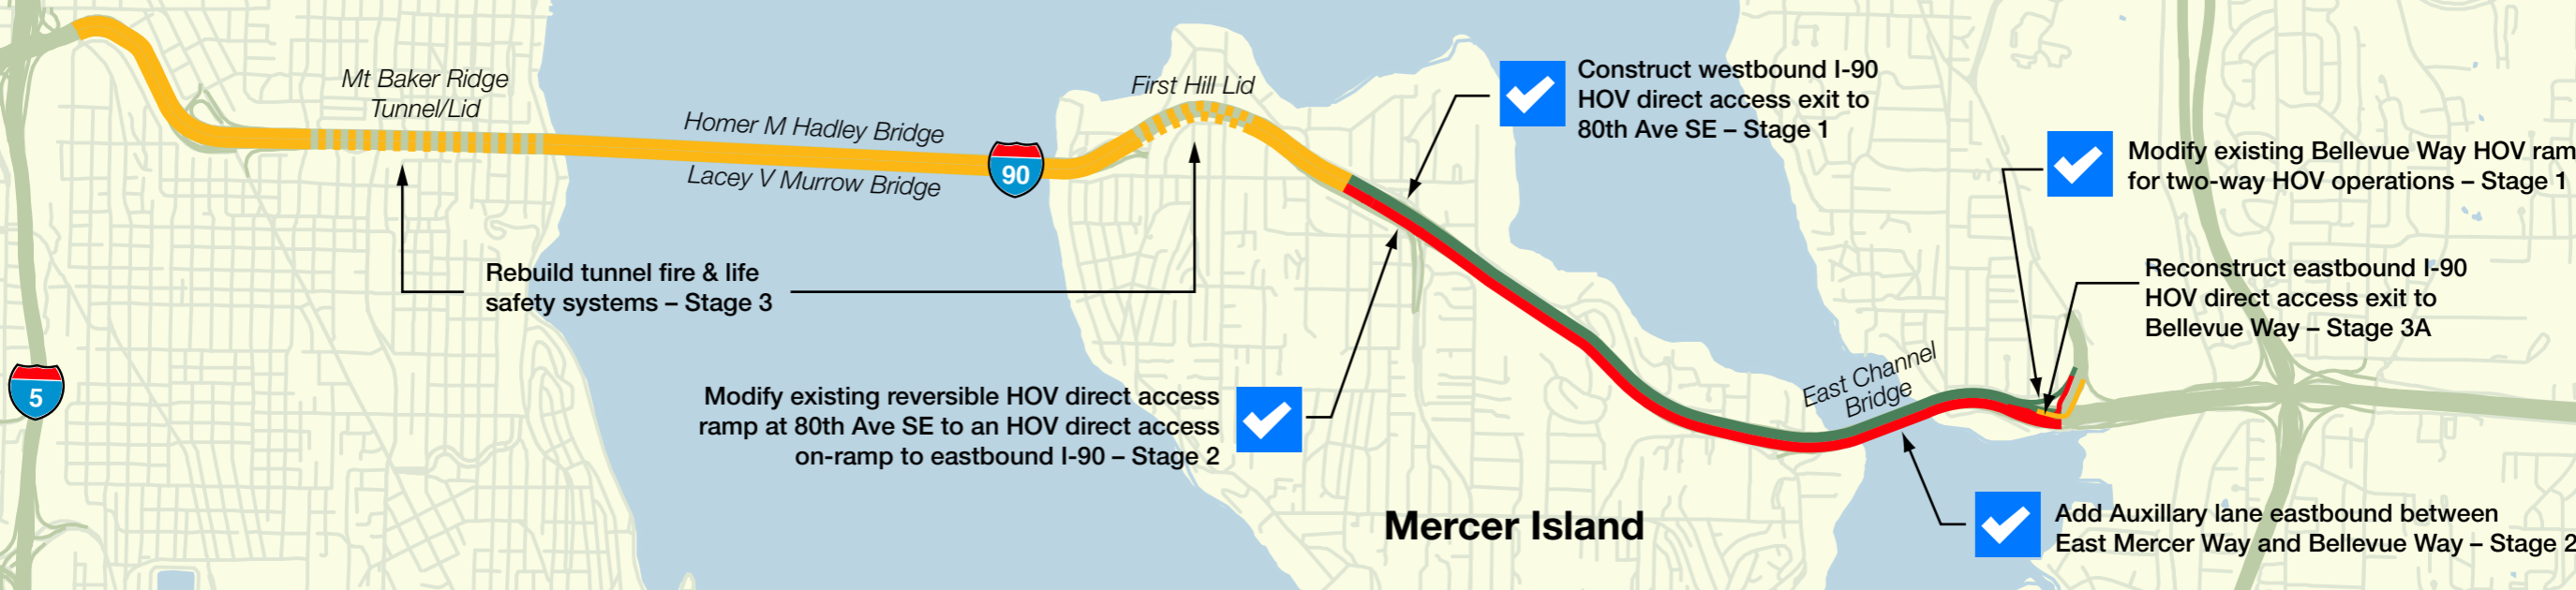 Mt Baker Ridge
Tunnel/Lid
Homer M Hadley Bridge
Lacey V Murrow Bridge
90
First Hill Lid
Construct westbound I-90
HOV direct access exit to
80th Ave SE – Stage 1
Modify existing Bellevue Way HOV ram
for two-way HOV operations – Stage 1
Rebuild tunnel fire & life
safety systems – Stage 3
Reconstruct eastbound I-90
HOV direct access exit to
Bellevue Way – Stage 3A
5
Modify existing reversible HOV direct access
ramp at 80th Ave SE to an HOV direct access
on-ramp to eastbound I-90 – Stage 2
East Channel
Bridge
Mercer Island
Add Auxillary lane eastbound between
East Mercer Way and Bellevue Way – Stage 2